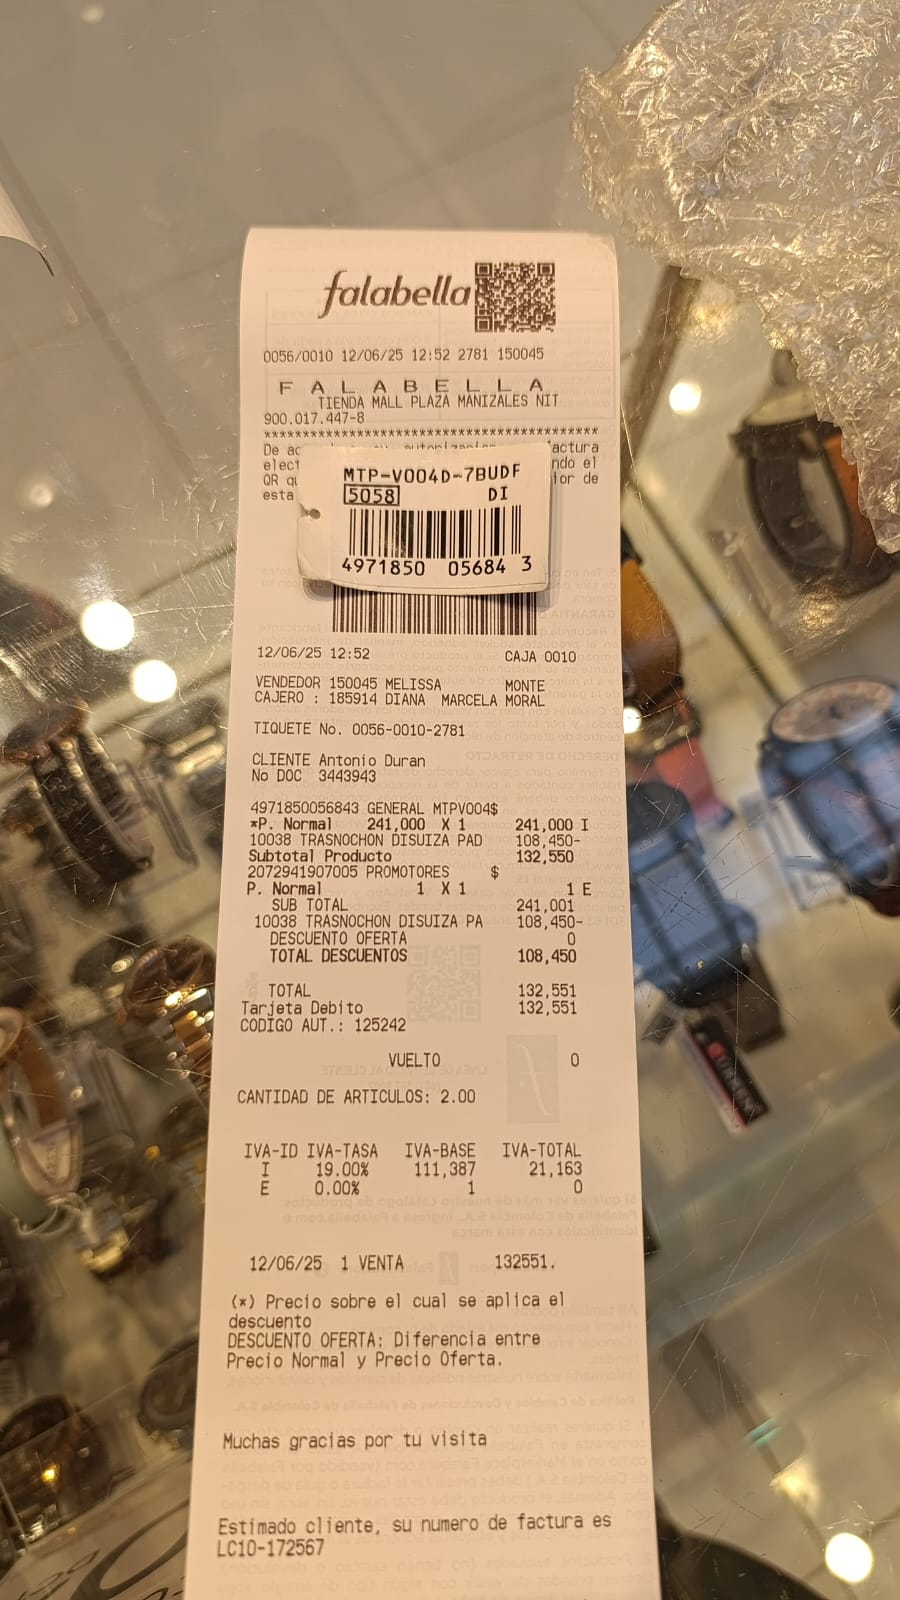 falabella
0056/0010 12/06/25 12:52 2781 150045
F A L A B E L L A
TIENDA MALL PLAZA MANIZALES NIT
900.017.447-8
******************************************
De actura
elect ndo el
QR de
esta
MTP-V004D-7BUDF
5058 DI
4971850 05684 3
12/06/25 12:52 CAJA 0010
VENDEDOR 150045 MELISSA MONTE
CAJERO : 185914 DIANA MARCELA MORAL
TIQUETE No. 0056-0010-2781
CLIENTE Antonio Duran
No DOC 3443943
4971850056843 GENERAL MTPV004$
*P. Normal 241,000 X 1 241,000 I
10038 TRASNOCHON DISUIZA PAD 108,450-
Subtotal Producto 132,550
2072941907005 PROMOTORES $
P. Normal 1 X 1 1 E
SUB TOTAL 241,001
10038 TRASNOCHON DISUIZA PA 108,450-
DESCUENTO OFERTA 0
TOTAL DESCUENTOS 108,450
TOTAL 132,551
Tarjeta Debito 132,551
CODIGO AUT.: 125242
VUELTO 0
CANTIDAD DE ARTICULOS: 2.00
IVA-ID IVA-TASA IVA-BASE IVA-TOTAL
I 19.00% 111,387 21,163
E 0.00% 1 0
12/06/25 1 VENTA 132551.
(*) Precio sobre el cual se aplica el
descuento
DESCUENTO OFERTA: Diferencia entre
Precio Normal y Precio Oferta.
Muchas gracias por tu visita
Estimado cliente, su numero de factura es
LC10-172567